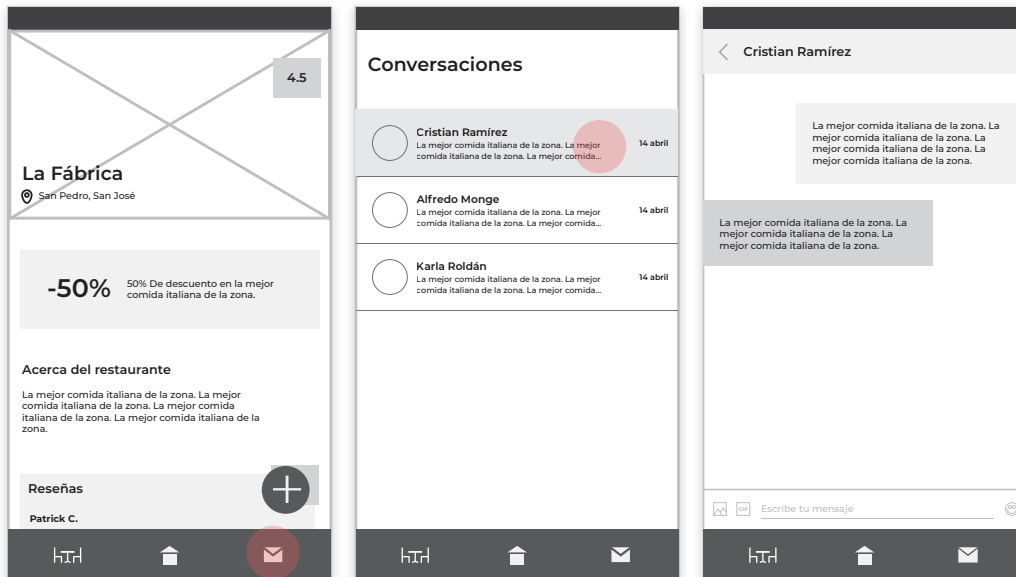 4.5
La Fábrica
San Pedro, San José
-50%
50% De descuento en la mejor
comida italiana de la zona.
Acerca del restaurante
La mejor comida italiana de la zona. La mejor
comida italiana de la zona. La mejor comida
italiana de la zona. La mejor comida italiana de la
zona.
Reseñas
Patrick C.
Conversaciones
Cristian Ramírez
La mejor comida italiana de la zona. La mejor
comida italiana de la zona. La mejor comida...
14 abril
Alfredo Monge
La mejor comida italiana de la zona. La mejor
comida italiana de la zona. La mejor comida...
14 abril
Karla Roldán
La mejor comida italiana de la zona. La mejor
comida italiana de la zona. La mejor comida...
14 abril
Cristian Ramírez
La mejor comida italiana de la zona. La
mejor comida italiana de la zona. La
mejor comida italiana de la zona. La
mejor comida italiana de la zona.
La mejor comida italiana de la zona. La
mejor comida italiana de la zona. La
mejor comida italiana de la zona.
GIF
Escribe tu mensaje